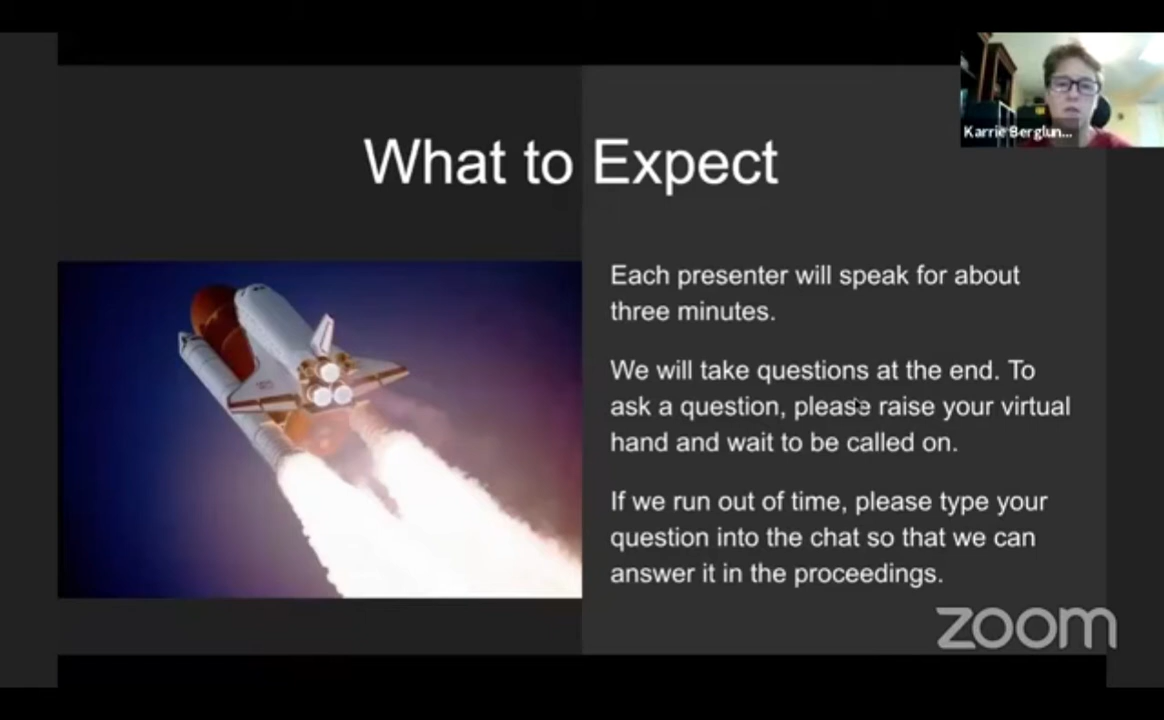 Karrie Berglun...
What to Expect
Each presenter will speak for about
three minutes.
We will take questions at the end. To
ask a question, please raise your virtual
hand and wait to be called on.
If we run out of time, please type your
question into the chat so that we can
answer it in the proceedings.
zoom